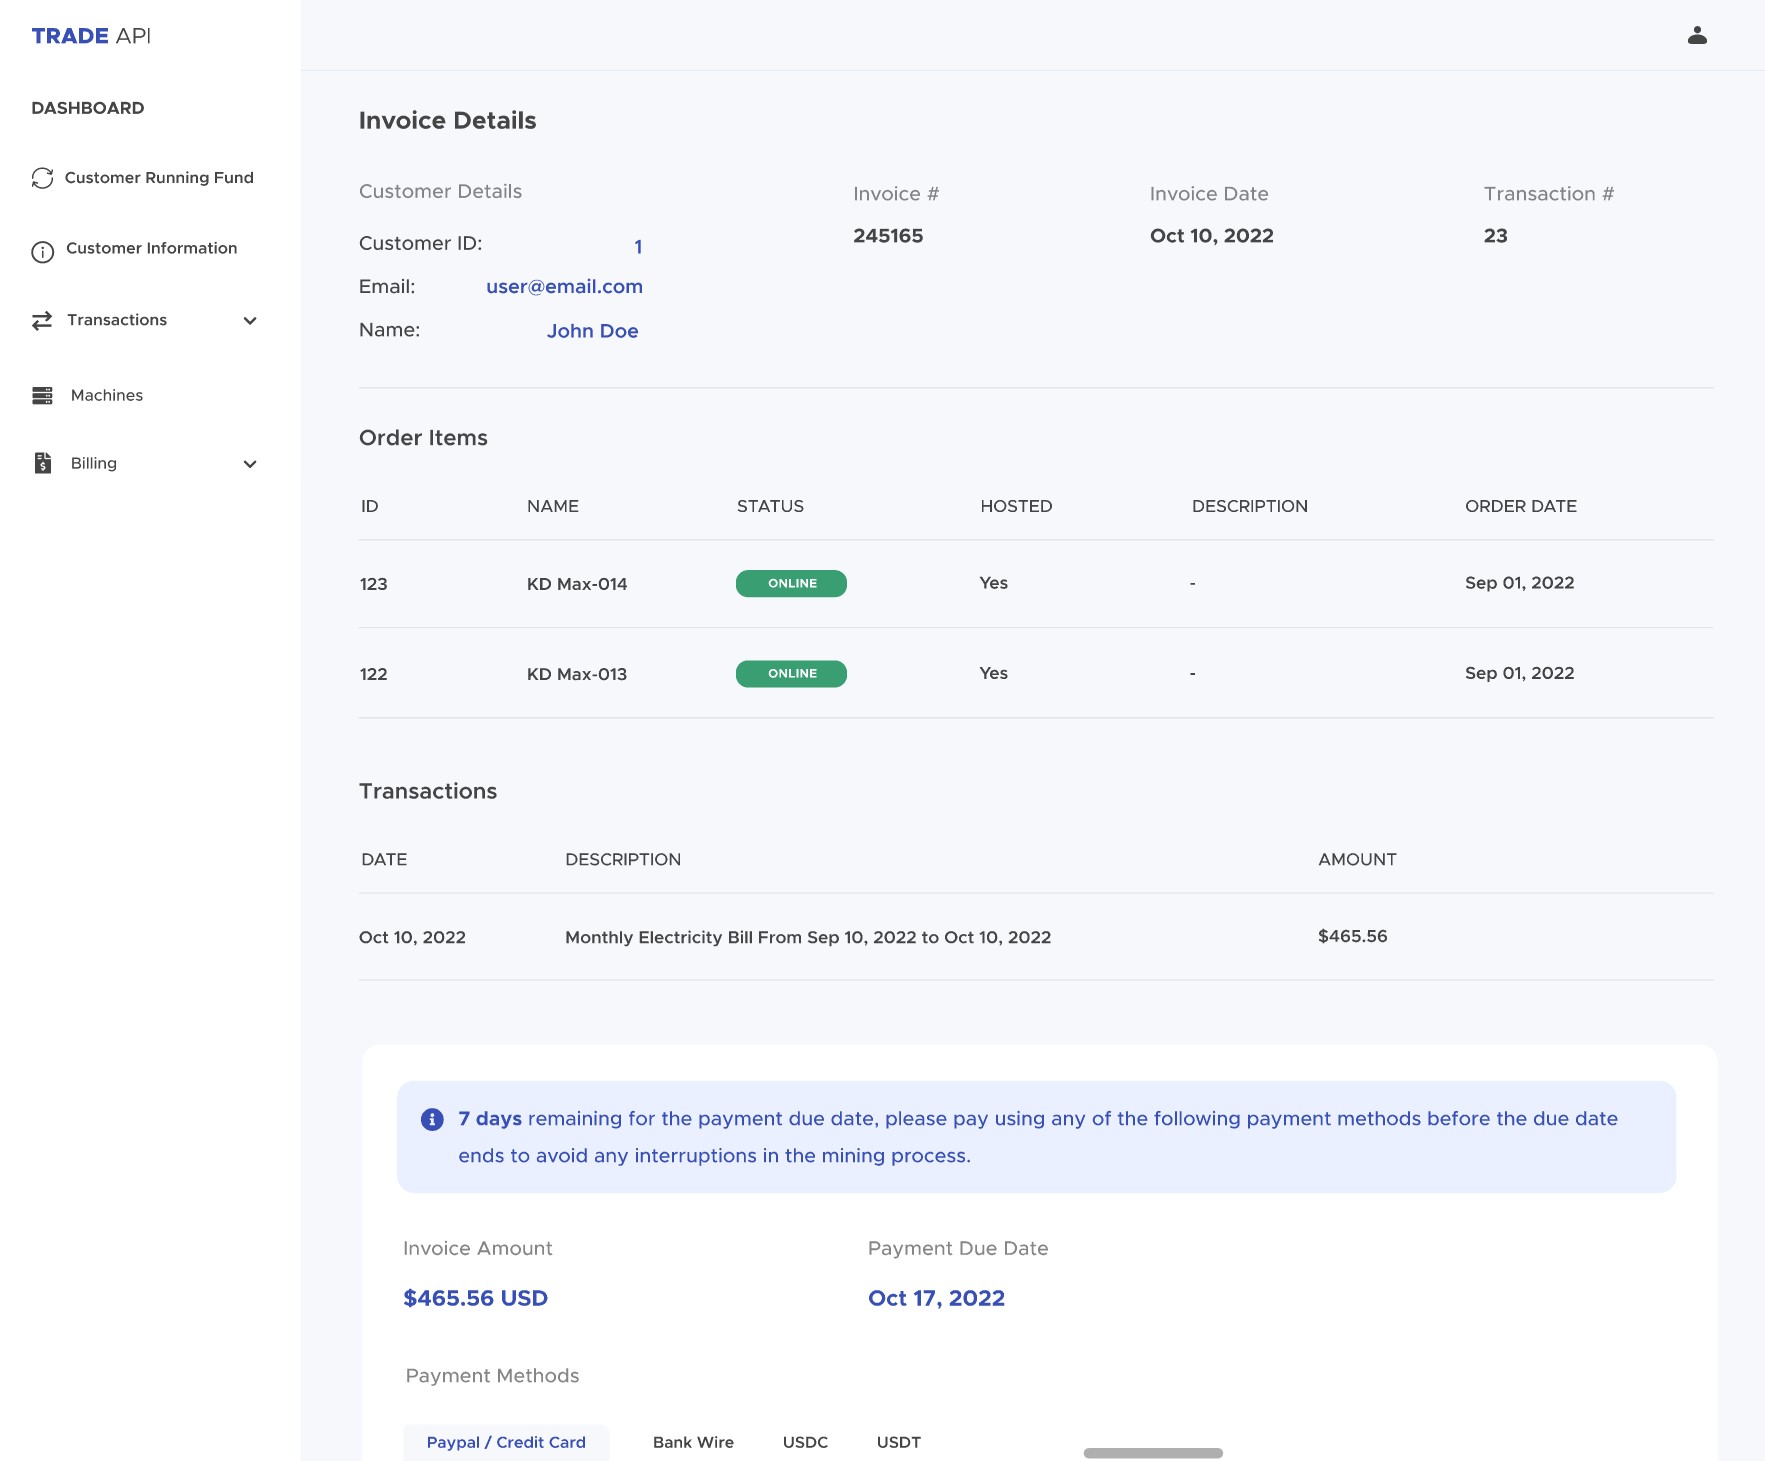 TRADE API
DASHBOARD
Customer Running Fund
Customer Information
Transactions
Machines
Billing
Invoice Details
Customer Details
Customer ID: 1
Email: user@email.com
Name: John Doe
Invoice #
245165
Invoice Date
Oct 10, 2022
Transaction #
23
Order Items
ID NAME STATUS HOSTED DESCRIPTION ORDER DATE
123 KD Max-014 ONLINE Yes - Sep 01, 2022
122 KD Max-013 ONLINE Yes - Sep 01, 2022
Transactions
DATE DESCRIPTION AMOUNT
Oct 10, 2022 Monthly Electricity Bill From Sep 10, 2022 to Oct 10, 2022 $465.56
7 days remaining for the payment due date, please pay using any of the following payment methods before the due date
ends to avoid any interruptions in the mining process.
Invoice Amount
$465.56 USD
Payment Due Date
Oct 17, 2022
Payment Methods
Paypal / Credit Card Bank Wire USDC USDT